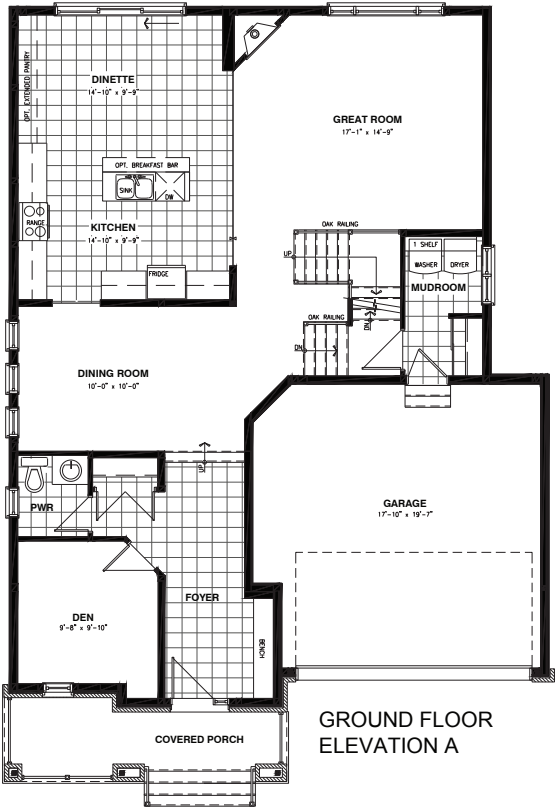 OPT. EXTENDED PANTRY
DINETTE
14'-10" x 9'-9"
GREAT ROOM
17'-1" x 14'-9"
OPT. BREAKFAST BAR
SINK
DW
RANGE
KITCHEN
14'-10" x 9'-9"
FRIDGE
OAK RAILING
UP
1 SHELF
WASHER
DRYER
MUDROOM
OAK RAILING
DN
DN
DINING ROOM
10'-0" x 10'-0"
UP
PWR
GARAGE
17'-10" x 19'-7"
FOYER
DEN
9'-8" x 9'-10"
BENCH
COVERED PORCH
GROUND FLOOR
ELEVATION A